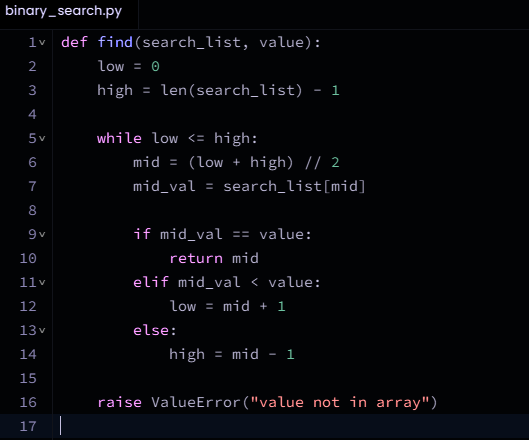 binary_search.py
1 def find(search_list, value):
2     low = 0
3     high = len(search_list) - 1
4
5     while low <= high:
6         mid = (low + high) // 2
7         mid_val = search_list[mid]
8
9         if mid_val == value:
10             return mid
11         elif mid_val < value:
12             low = mid + 1
13         else:
14             high = mid - 1
15
16     raise ValueError("value not in array")
17